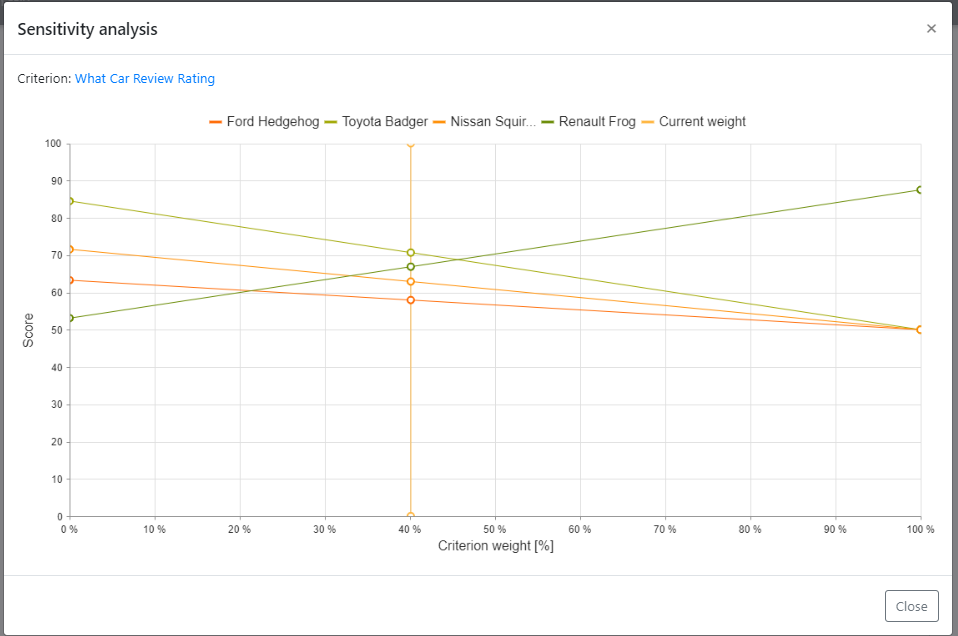 Sensitivity analysis ×
Criterion: What Car Review Rating
Ford Hedgehog Toyota Badger Nissan Squir... Renault Frog Current weight
100
90
80
70
60
50
40
30
20
10
0
Score
0 % 10 % 20 % 30 % 40 % 50 % 60 % 70 % 80 % 90 % 100 %
Criterion weight [%]
Close